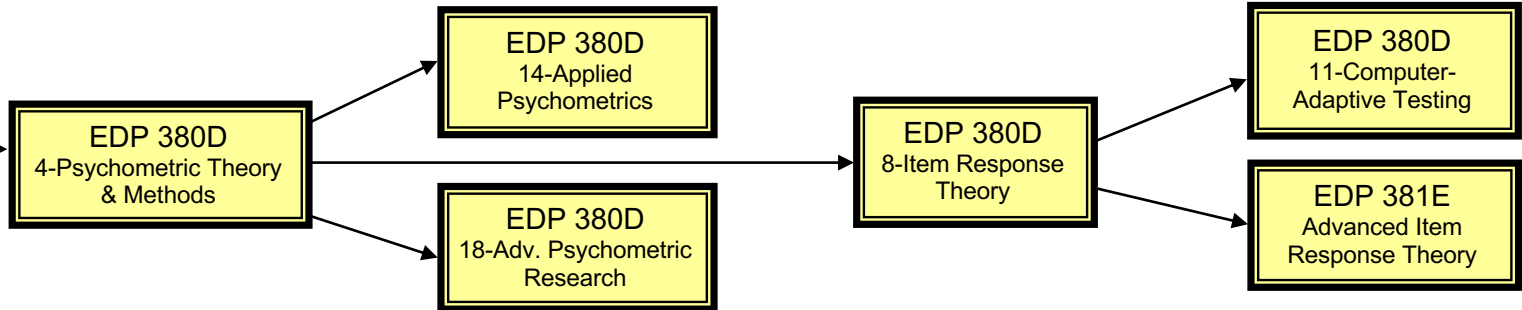 EDP 380D
4-Psychometric Theory
& Methods
EDP 380D
14-Applied
Psychometrics
EDP 380D
18-Adv. Psychometric
Research
EDP 380D
8-Item Response
Theory
EDP 380D
11-Computer-
Adaptive Testing
EDP 381E
Advanced Item
Response Theory